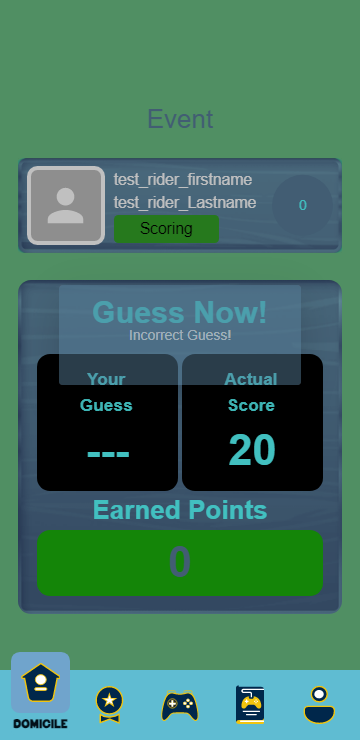 Event
test_rider_firstname
test_rider_Lastname
Scoring
0
Guess Now!
Incorrect Guess!
Your
Guess
---
Actual
Score
20
Earned Points
0
DOMICILE